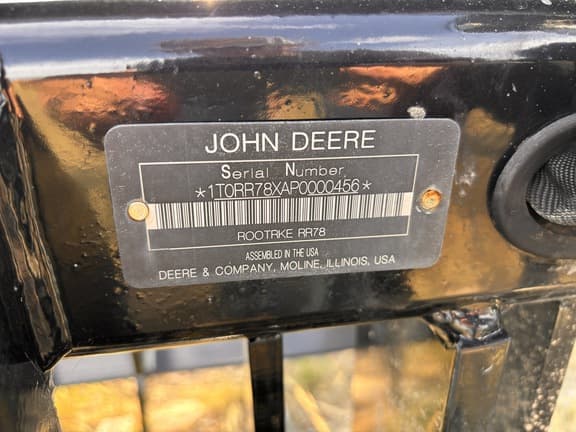 JOHN DEERE
Serial Number
*1T0RR78XAP0000456*
ROOTRKE RR78
ASSEMBLED IN THE USA
DEERE & COMPANY, MOLINE, ILLINOIS, USA